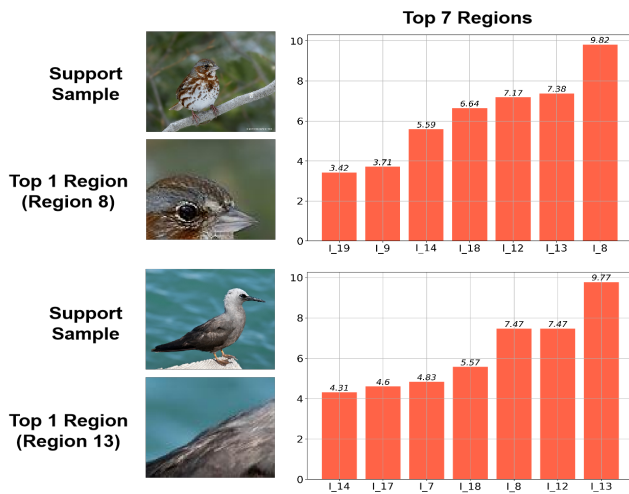 Top 7 Regions
Support
Sample
Top 1 Region
(Region 8)
10
8
6
4
2
0
3.42
3.71
5.59
6.64
7.17
7.38
9.82
I_19
I_9
I_14
I_18
I_12
I_13
I_8
Support
Sample
Top 1 Region
(Region 13)
10
8
6
4
2
0
4.31
4.6
4.83
5.57
7.47
7.47
9.77
I_14
I_17
I_7
I_18
I_8
I_12
I_13